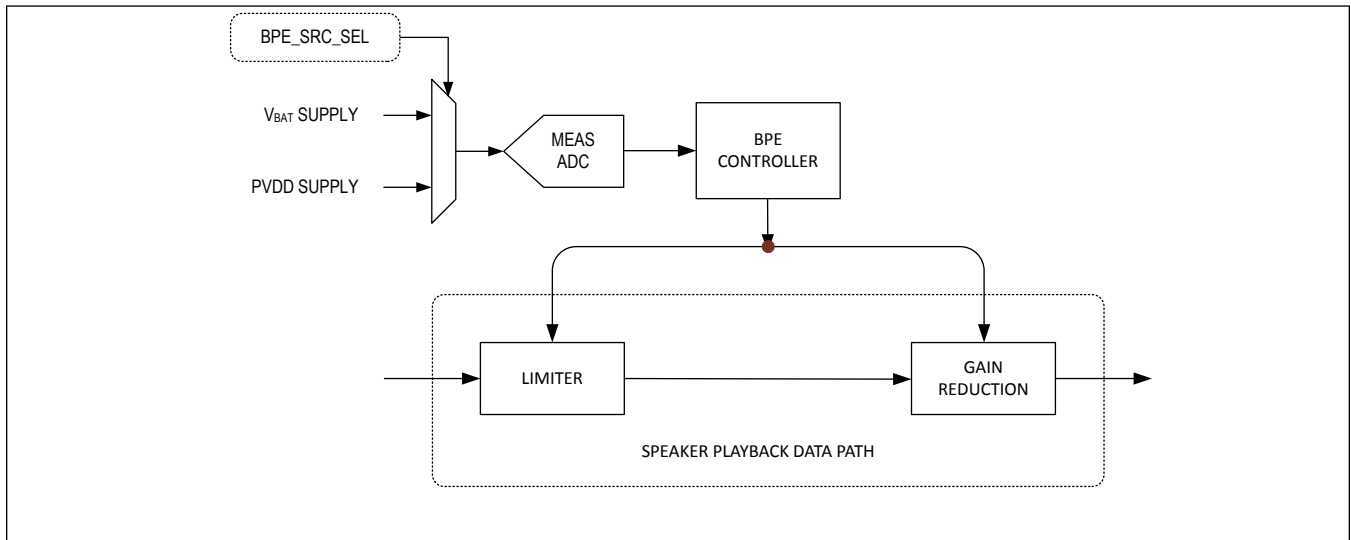 BPE_SRC_SEL
VBAT SUPPLY
MEAS
ADC
BPE
CONTROLLER
PVDD SUPPLY
LIMITER
GAIN
REDUCTION
SPEAKER PLAYBACK DATA PATH